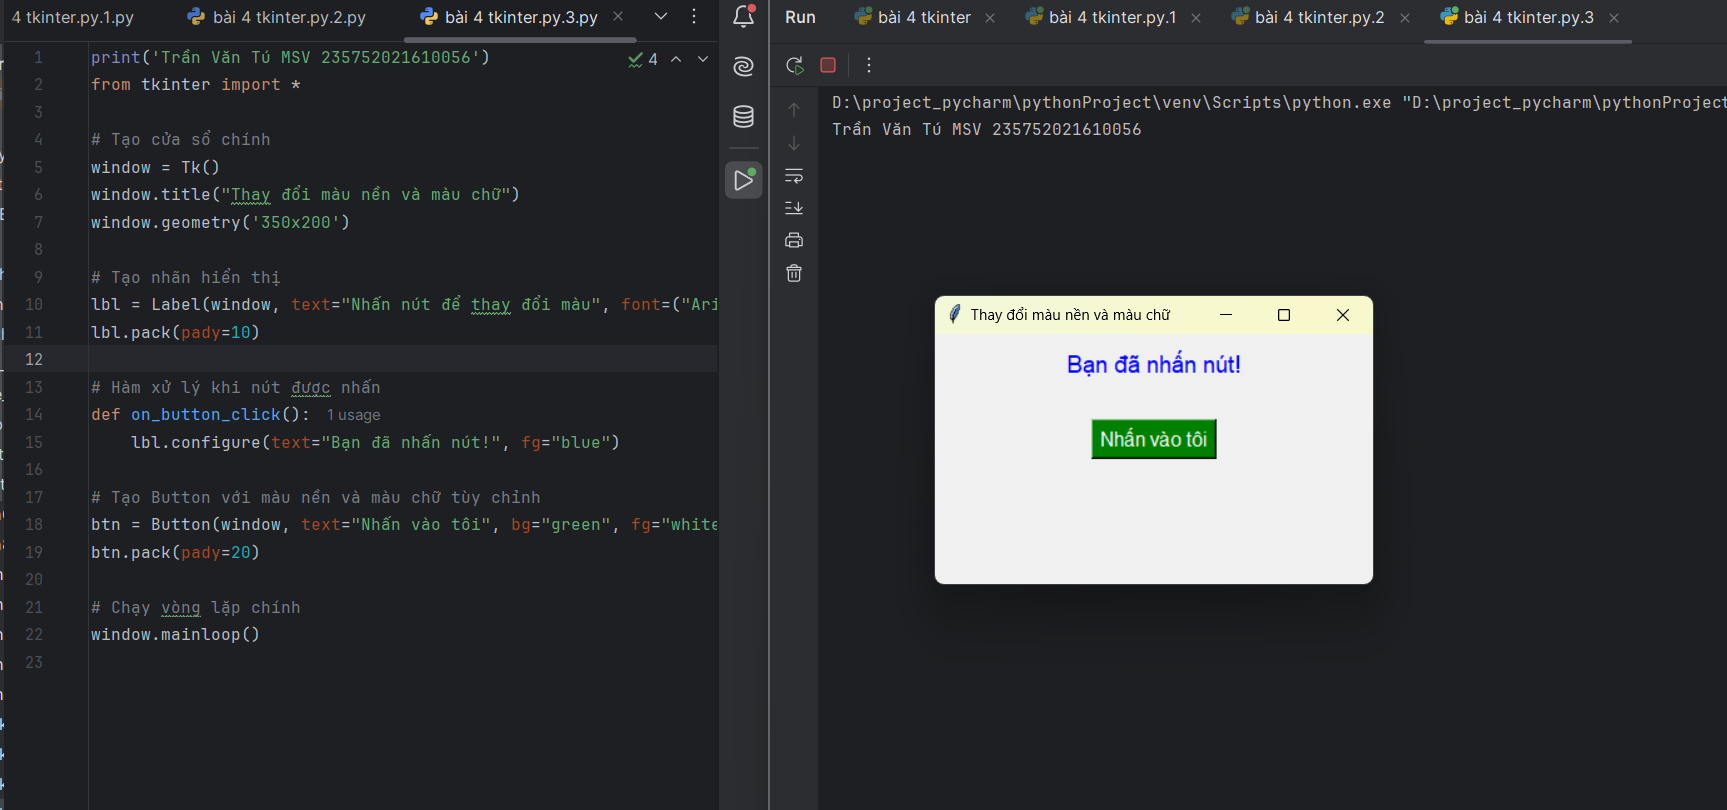 4 tkinter.py.1.py
bài 4 tkinter.py.2.py
bài 4 tkinter.py.3.py
1 print('Trần Văn Tú MSV 235752021610056')
4
2 from tkinter import *
3
4 # Tạo cửa sổ chính
5 window = Tk()
6 window.title("Thay đổi màu nền và màu chữ")
7 window.geometry('350x200')
8
9 # Tạo nhãn hiển thị
10 lbl = Label(window, text="Nhấn nút để thay đổi màu", font=("Ari
11 lbl.pack(pady=10)
12
13 # Hàm xử lý khi nút được nhấn
14 def on_button_click(): 1 usage
15 lbl.configure(text="Bạn đã nhấn nút!", fg="blue")
16
17 # Tạo Button với màu nền và màu chữ tùy chỉnh
18 btn = Button(window, text="Nhấn vào tôi", bg="green", fg="white
19 btn.pack(pady=20)
20
21 # Chạy vòng lặp chính
22 window.mainloop()
23
Run
bài 4 tkinter
bài 4 tkinter.py.1
bài 4 tkinter.py.2
bài 4 tkinter.py.3
D:\project_pycharm\pythonProject\venv\Scripts\python.exe "D:\project_pycharm\pythonProject
Trần Văn Tú MSV 235752021610056
Thay đổi màu nền và màu chữ
Bạn đã nhấn nút!
Nhấn vào tôi